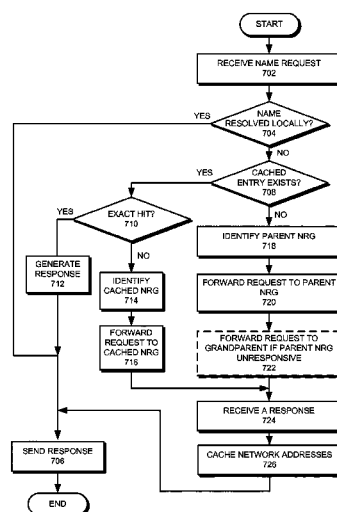 START
RECEIVE NAME REQUEST
702
NAME
RESOLVED LOCALLY?
704
YES
NO
CACHED
ENTRY EXISTS?
708
YES
NO
EXACT HIT?
710
YES
NO
IDENTIFY PARENT NRG
718
GENERATE
RESPONSE
712
IDENTIFY
CACHED NRG
714
FORWARD REQUEST TO PARENT
NRG
720
FORWARD
REQUEST TO
CACHED NRG
716
FORWARD REQUEST TO
GRANDPARENT IF PARENT NRG
UNRESPONSIVE
722
RECEIVE A RESPONSE
724
SEND RESPONSE
706
CACHE NETWORK ADDRESSES
726
END